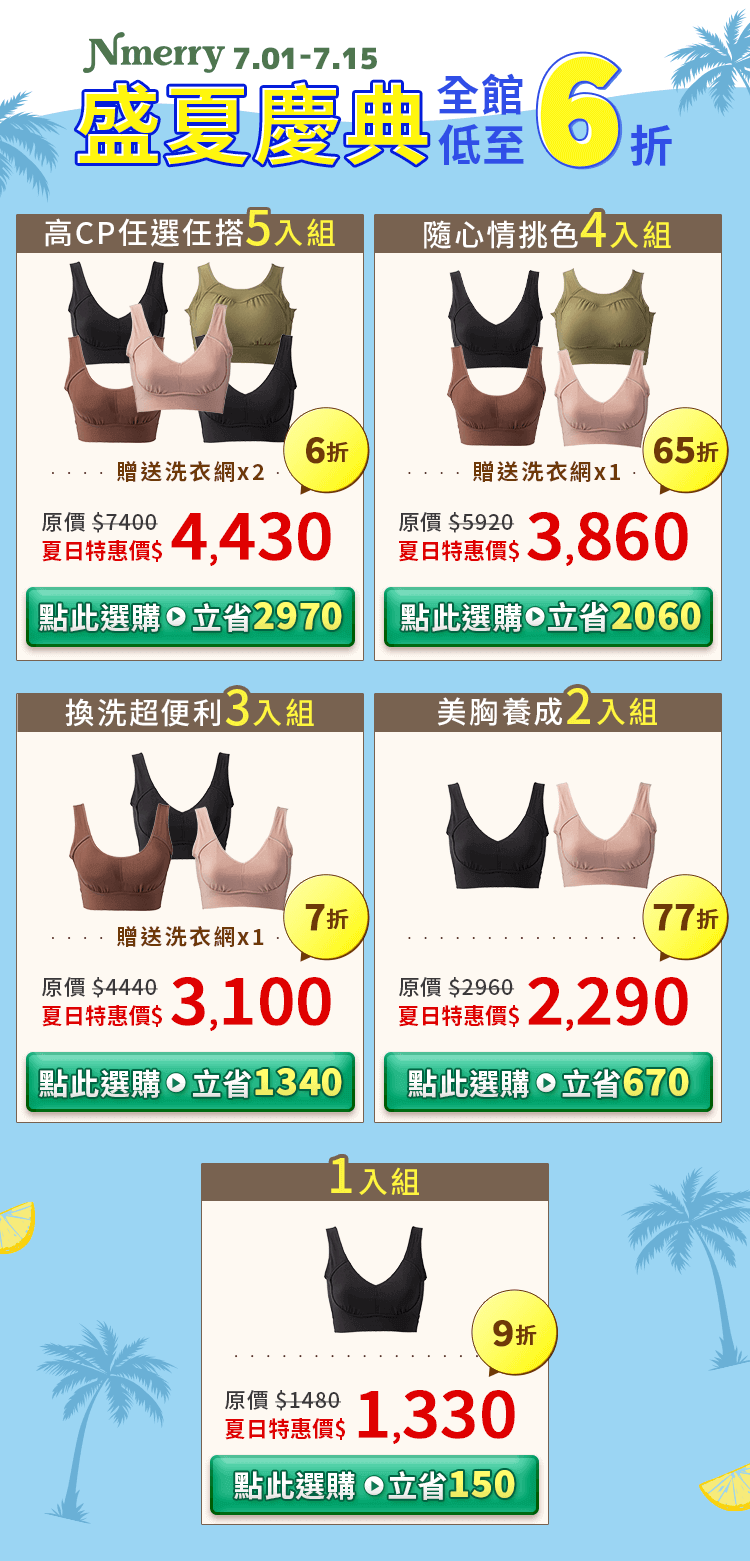 Nmerry 7.01-7.15
盛夏慶典 全館低至6折
高CP任選任搭5入組
6折
贈送洗衣網x2
原價 $7400
夏日特惠價$ 4,430
點此選購 立省2970
隨心情挑色4入組
65折
贈送洗衣網x1
原價 $5920
夏日特惠價$ 3,860
點此選購 立省2060
換洗超便利3入組
7折
贈送洗衣網x1
原價 $4440
夏日特惠價$ 3,100
點此選購 立省1340
美胸養成2入組
77折
原價 $2960
夏日特惠價$ 2,290
點此選購 立省670
1入組
9折
原價 $1480
夏日特惠價$ 1,330
點此選購 立省150